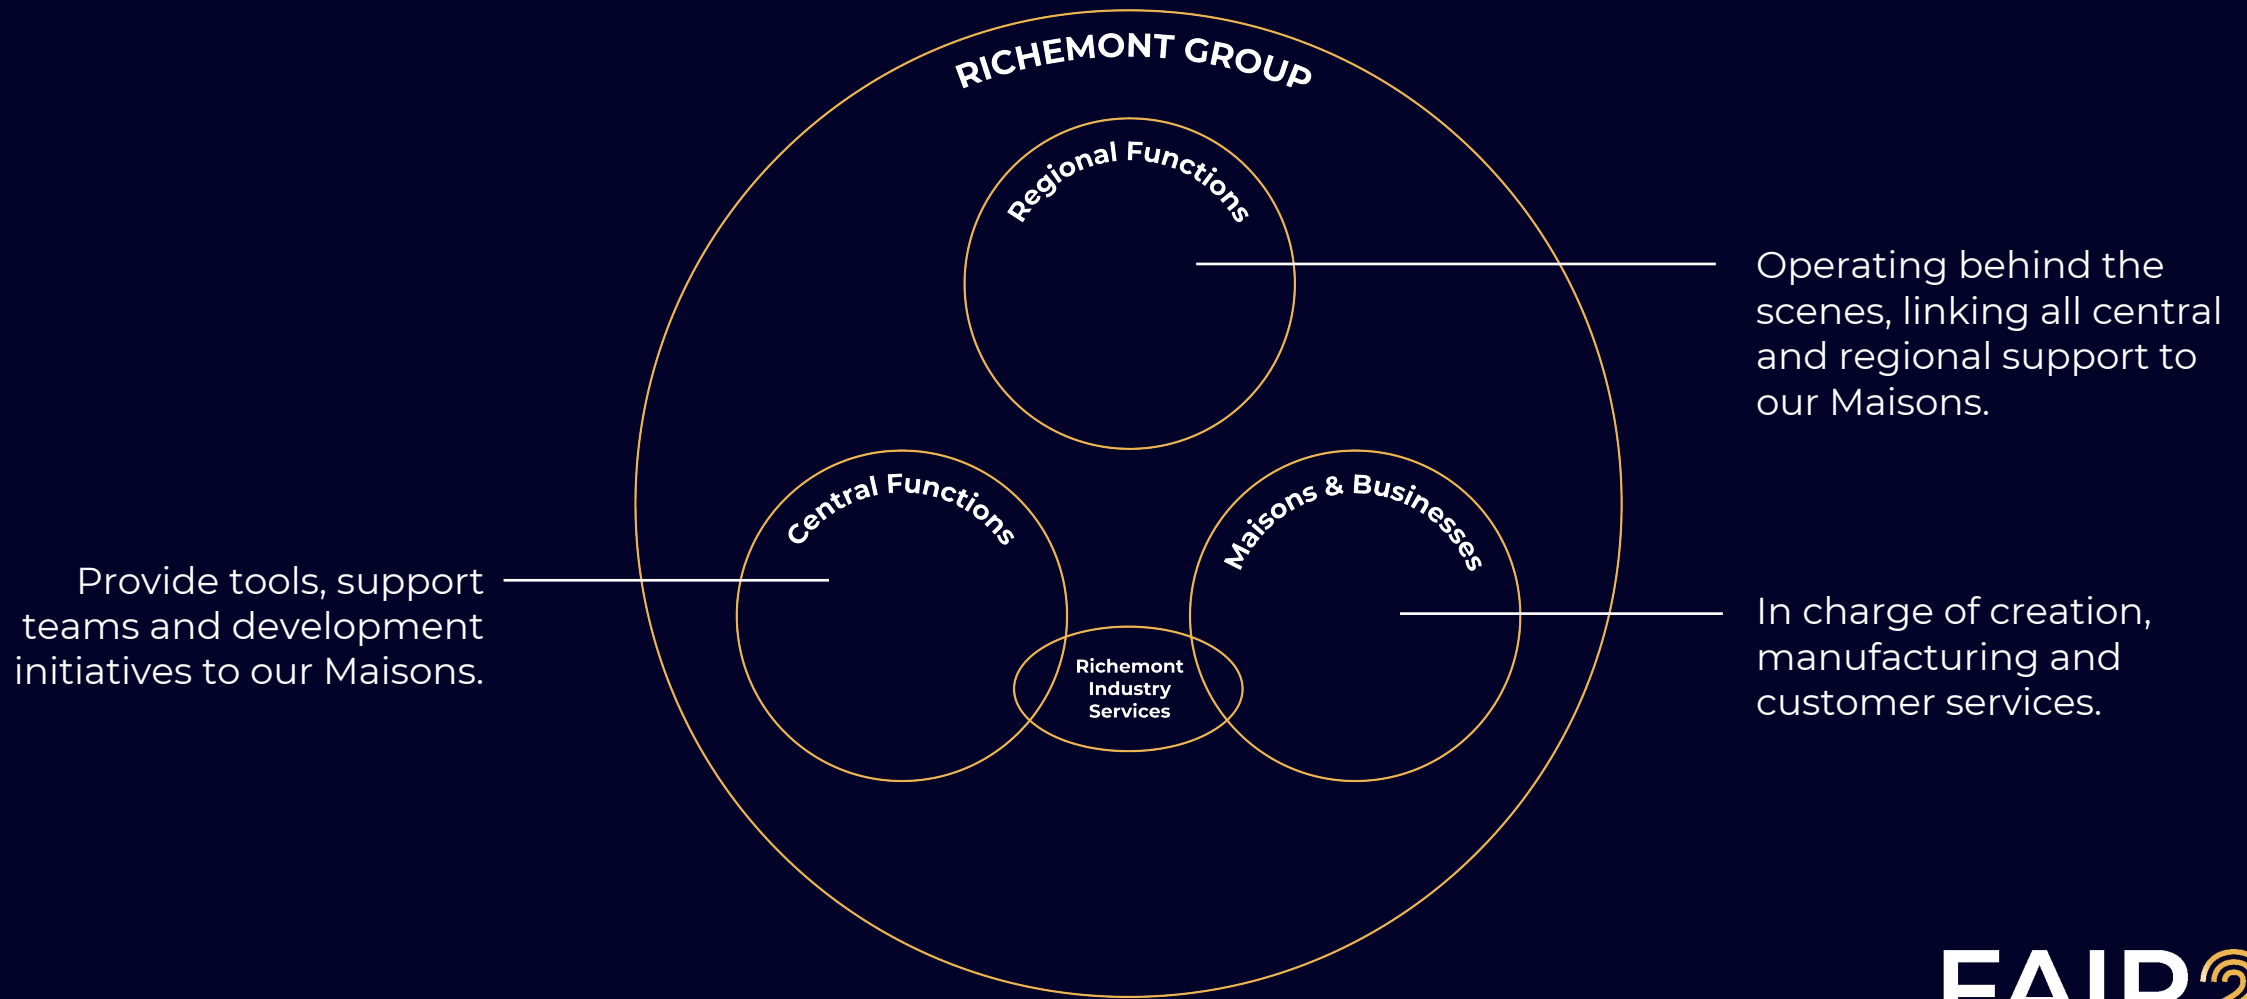 RICHEMONT GROUP
Regional Functions
Operating behind the
scenes, linking all central
and regional support to
our Maisons.
Central Functions
Maisons & Businesses
Provide tools, support
teams and development
initiatives to our Maisons.
In charge of creation,
manufacturing and
customer services.
Richemont
Industry
Services